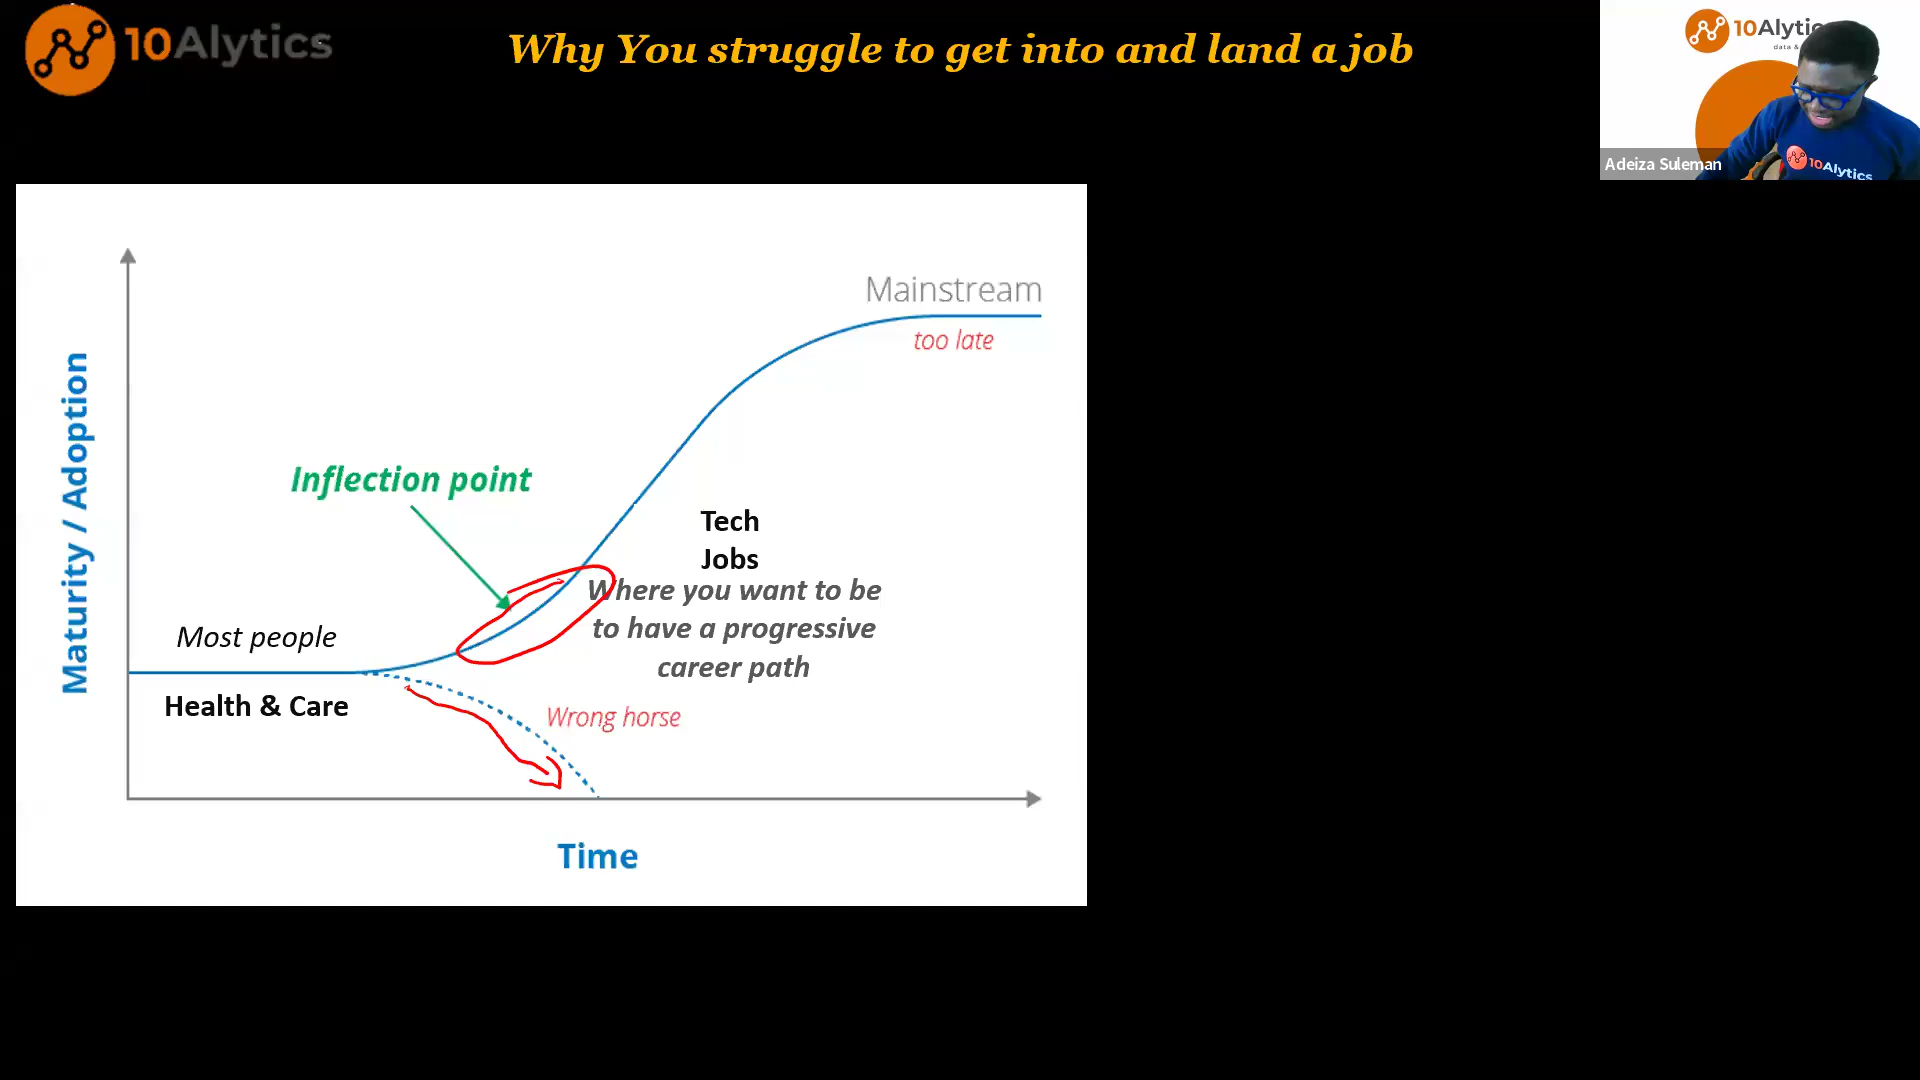 10Alytics
Why You struggle to get into and land a job
10Alytics
data &
Adeiza Suleman
10Alytics
Mainstream
too late
Maturity / Adoption
Inflection point
Tech
Jobs
Where you want to be
to have a progressive
career path
Most people
Health & Care
Wrong horse
Time